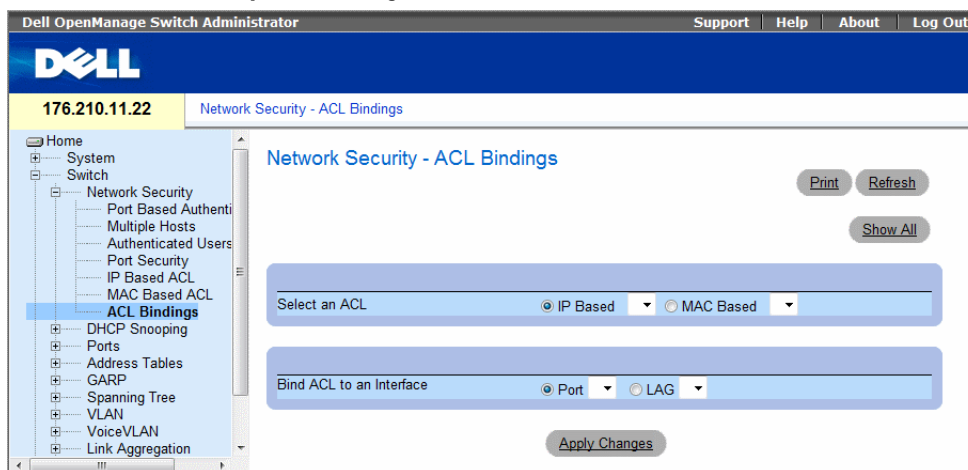 Dell OpenManage Switch Administrator Support Help About Log Out
DELL
176.210.11.22 Network Security - ACL Bindings
Home
System
Switch
Network Security
Port Based Authenti
Multiple Hosts
Authenticated Users
Port Security
IP Based ACL
MAC Based ACL
ACL Bindings
DHCP Snooping
Ports
Address Tables
GARP
Spanning Tree
VLAN
VoiceVLAN
Link Aggregation
Network Security - ACL Bindings
Print Refresh
Show All
Select an ACL IP Based MAC Based
Bind ACL to an Interface Port LAG
Apply Changes